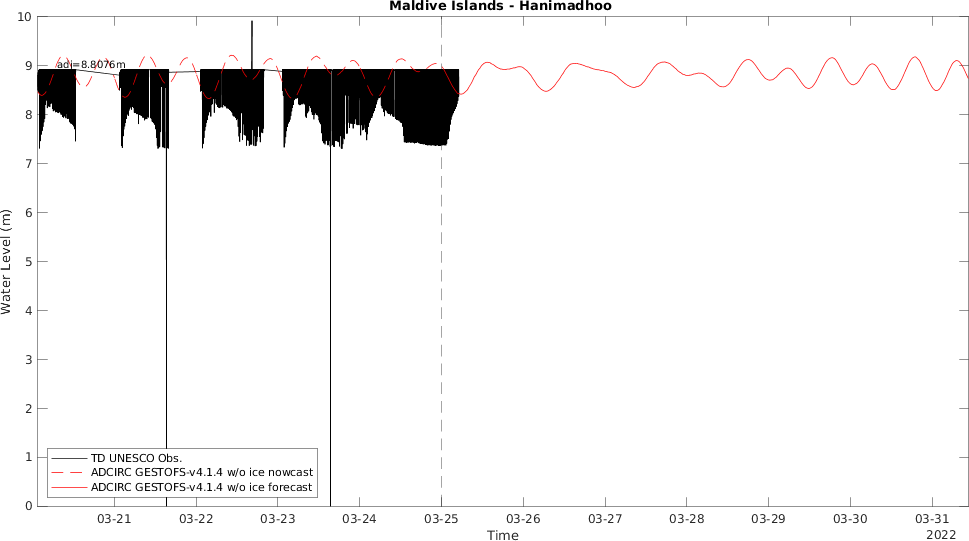 Maldive Islands - Hanimadhoo
Water Level (m)
10
9
8
7
6
5
4
3
2
1
0
adj=8.8076m
TD UNESCO Obs.
ADCIRC GESTOFS-v4.1.4 w/o ice nowcast
ADCIRC GESTOFS-v4.1.4 w/o ice forecast
03-21 03-22 03-23 03-24 03-25 03-26 03-27 03-28 03-29 03-30 03-31
2022
Time